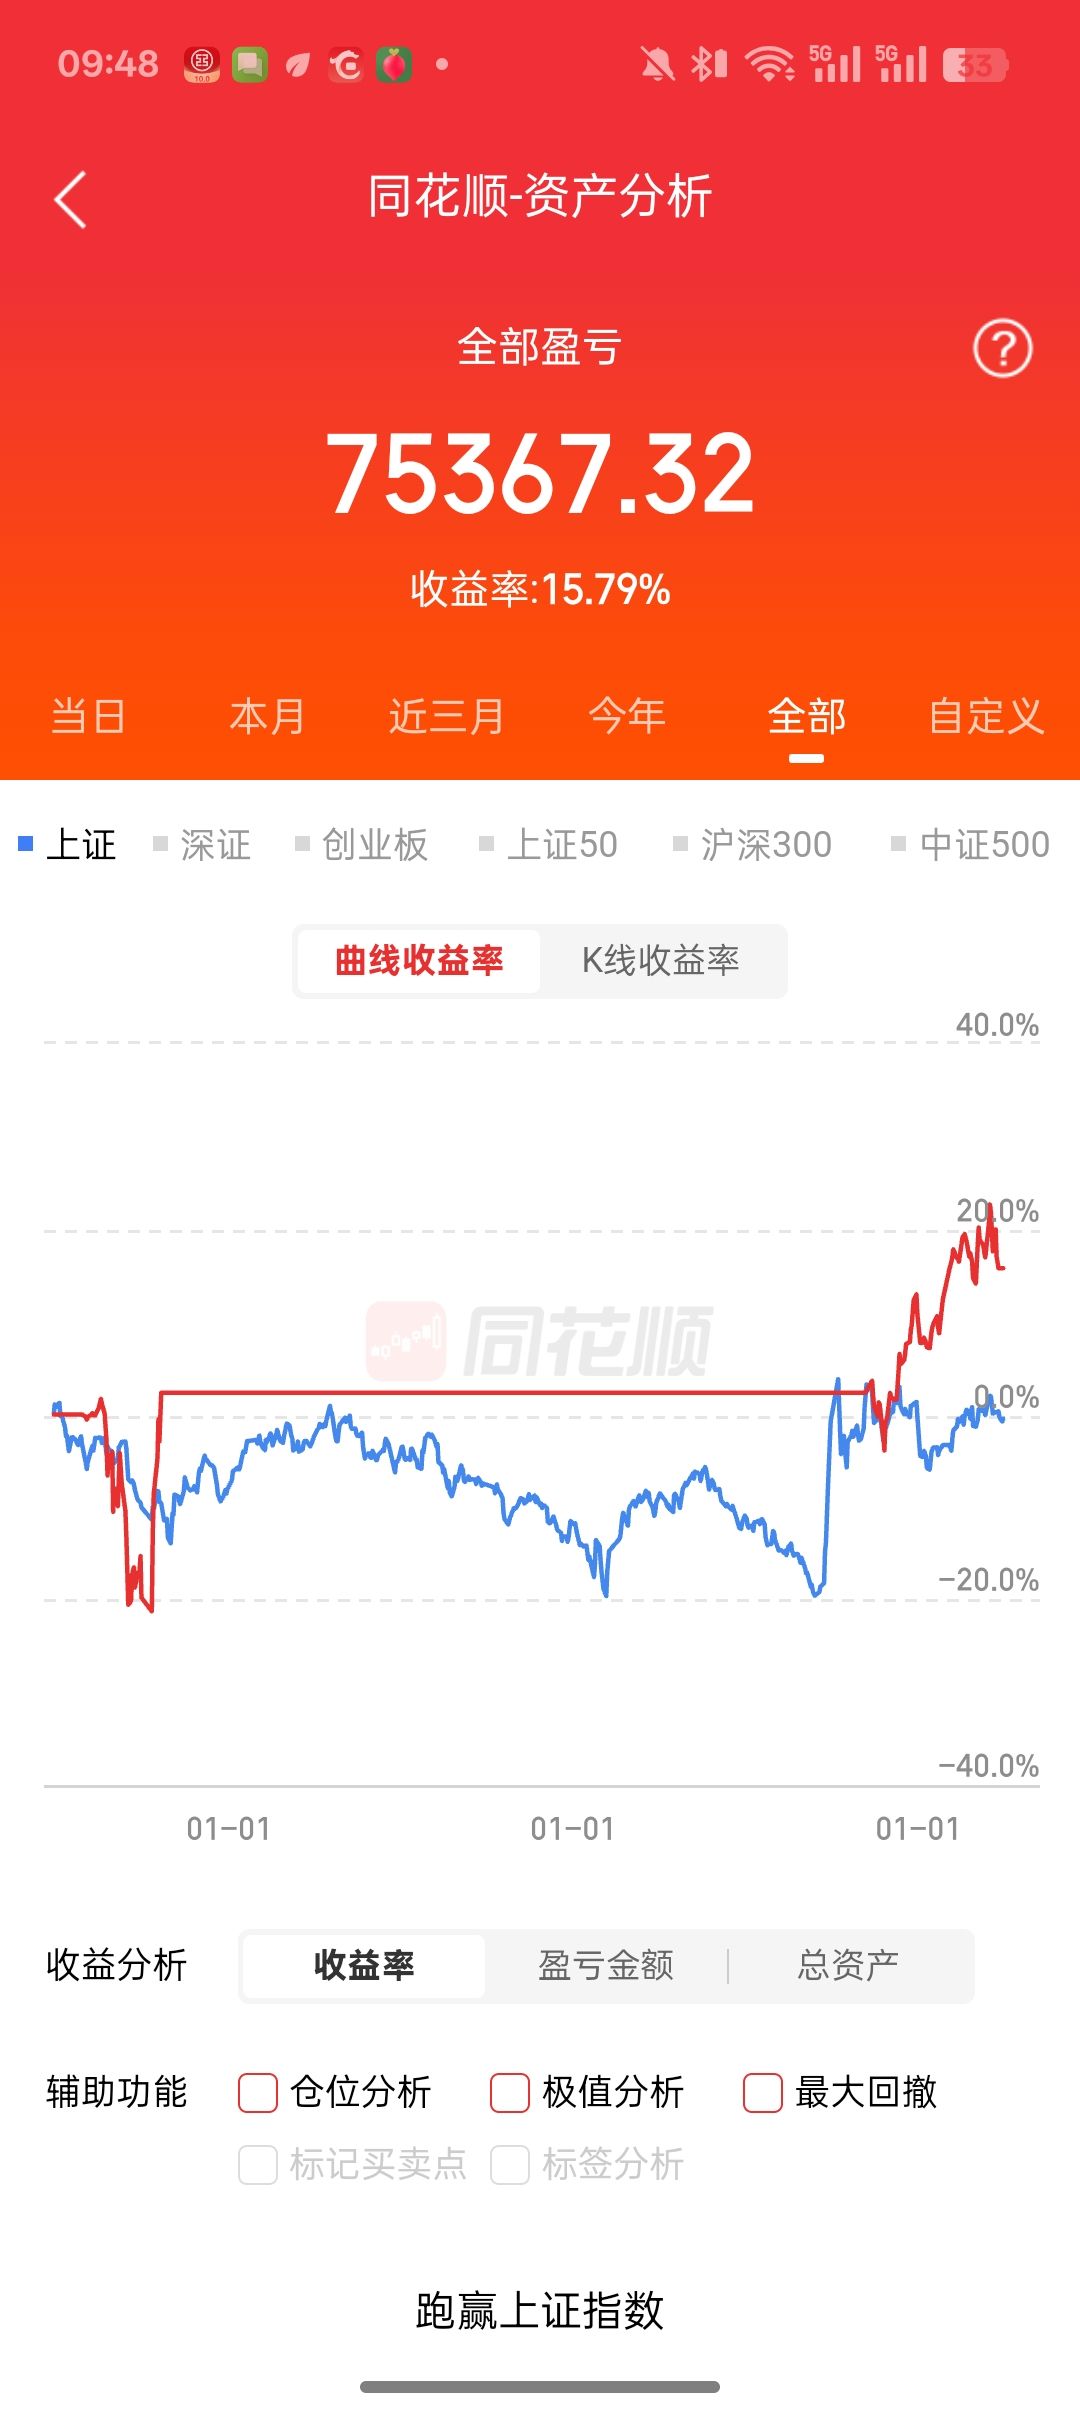 09:48
5G 5G 33
同花顺-资产分析
全部盈亏
?
75367.32
收益率:15.79%
当日 本月 近三月 今年 全部 自定义
上证 深证 创业板 上证50 沪深300 中证500
曲线收益率 K线收益率
40.0%
20.0%
同花顺
0.0%
-20.0%
-40.0%
01-01 01-01 01-01
收益分析 收益率 盈亏金额 总资产
辅助功能 仓位分析 极值分析 最大回撤
标记买卖点 标签分析
跑赢上证指数